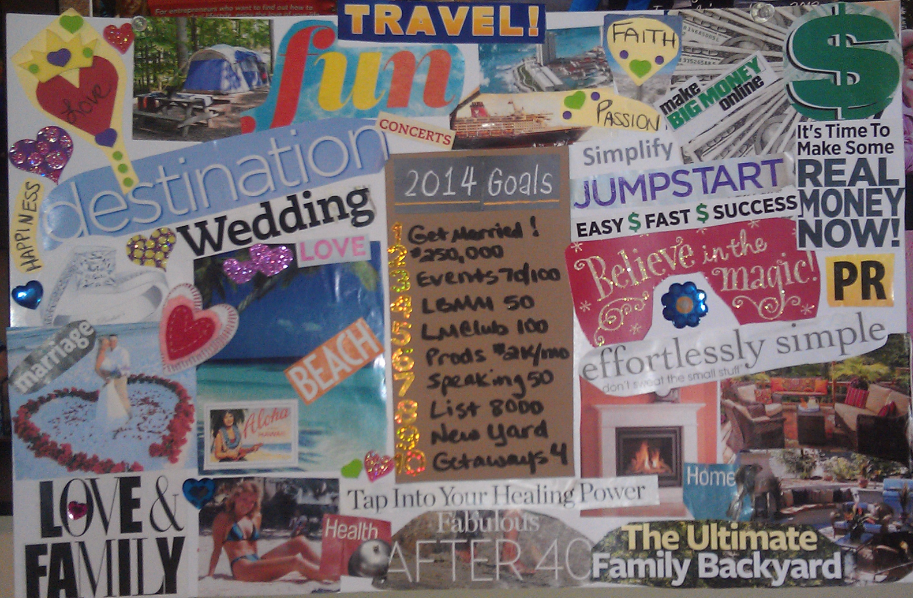 For entrepreneurs who want to find out how to
TRAVEL!
Love
fun
FAITH
PASSION
make
BIG MONEY
online
$
It's Time To
Make Some
REAL
MONEY
NOW!
CONCERTS
HAPPINESS
destination
Wedding
LOVE
Simplify
JUMPSTART
EASY $ FAST $ SUCCESS
Believe in the
magic!
PR
2014 Goals
1 Get Married!
2 $250,000
3 Events 70/100
4 LGMM 50
5 LM Club 100
6 Prods $2K/mo
7 Speaking 50
8 List 8000
9 New Yard
10 Getaways 4
marriage
BEACH
Aloha
HAWAII
effortlessly simple
don't sweat the small stuff
Home
LOVE &
FAMILY
Health
Tap Into Your Healing Power
Fabulous
AFTER 40
The Ultimate
Family Backyard